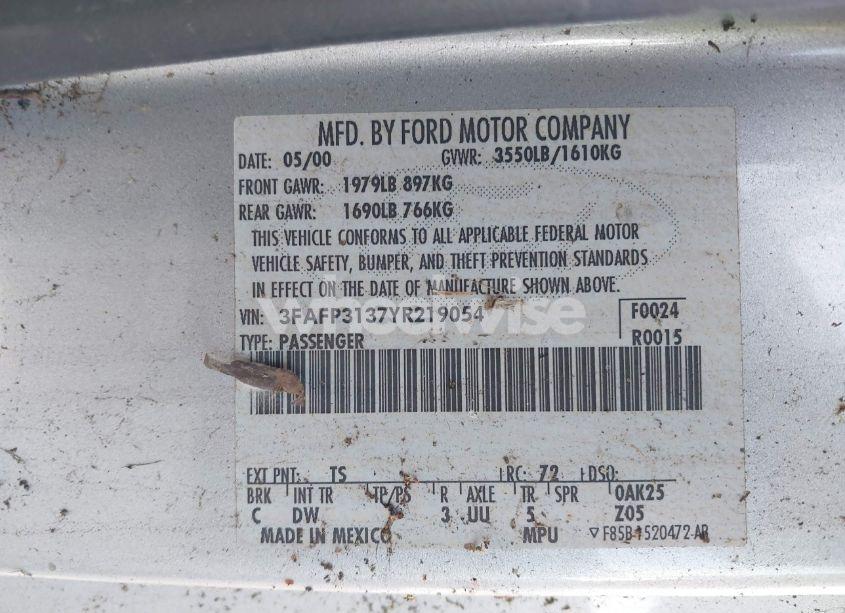 MFD. BY FORD MOTOR COMPANY
DATE: 05/00 GVWR: 3550LB/1610KG
FRONT GAWR: 1979LB 897KG
REAR GAWR: 1690LB 766KG
THIS VEHICLE CONFORMS TO ALL APPLICABLE FEDERAL MOTOR
VEHICLE SAFETY, BUMPER, AND THEFT PREVENTION STANDARDS
IN EFFECT ON THE DATE OF MANUFACTURE SHOWN ABOVE.
wheelwise
VIN: 3FAFP3137YR219054 F0024
TYPE: PASSENGER R0015
EXT PNT: TS RC: 72 DSO:
BRK INT TR TP/PS R AXLE TR SPR 0AK25
C DW 3 UU 5 Z05
MADE IN MEXICO MPU F85B-1520472-AR